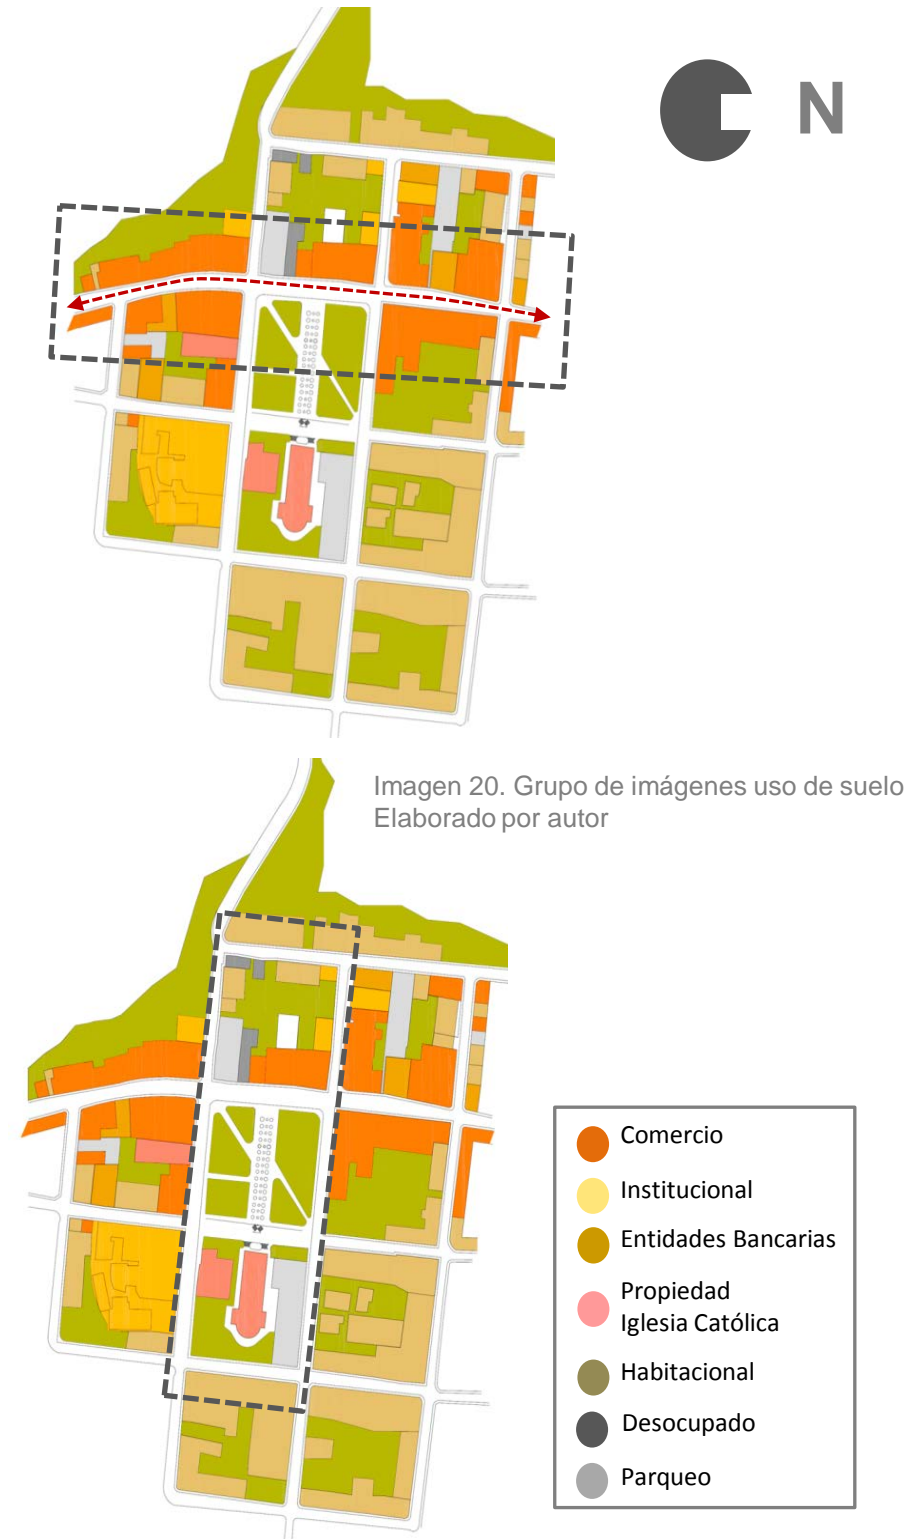 N
Imagen 20. Grupo de imágenes uso de suelo
Elaborado por autor
Comercio
Institucional
Entidades Bancarias
Propiedad
Iglesia Católica
Habitacional
Desocupado
Parqueo